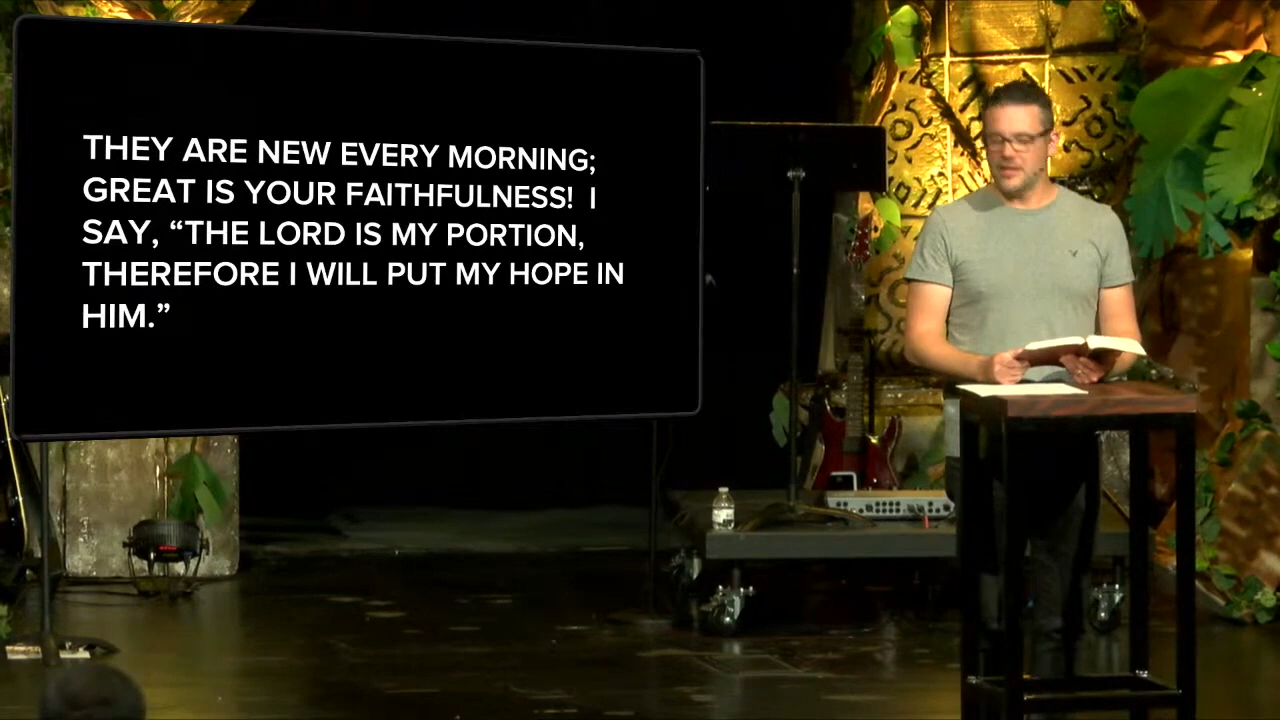 THEY ARE NEW EVERY MORNING;
GREAT IS YOUR FAITHFULNESS! I
SAY, “THE LORD IS MY PORTION,
THEREFORE I WILL PUT MY HOPE IN
HIM.”